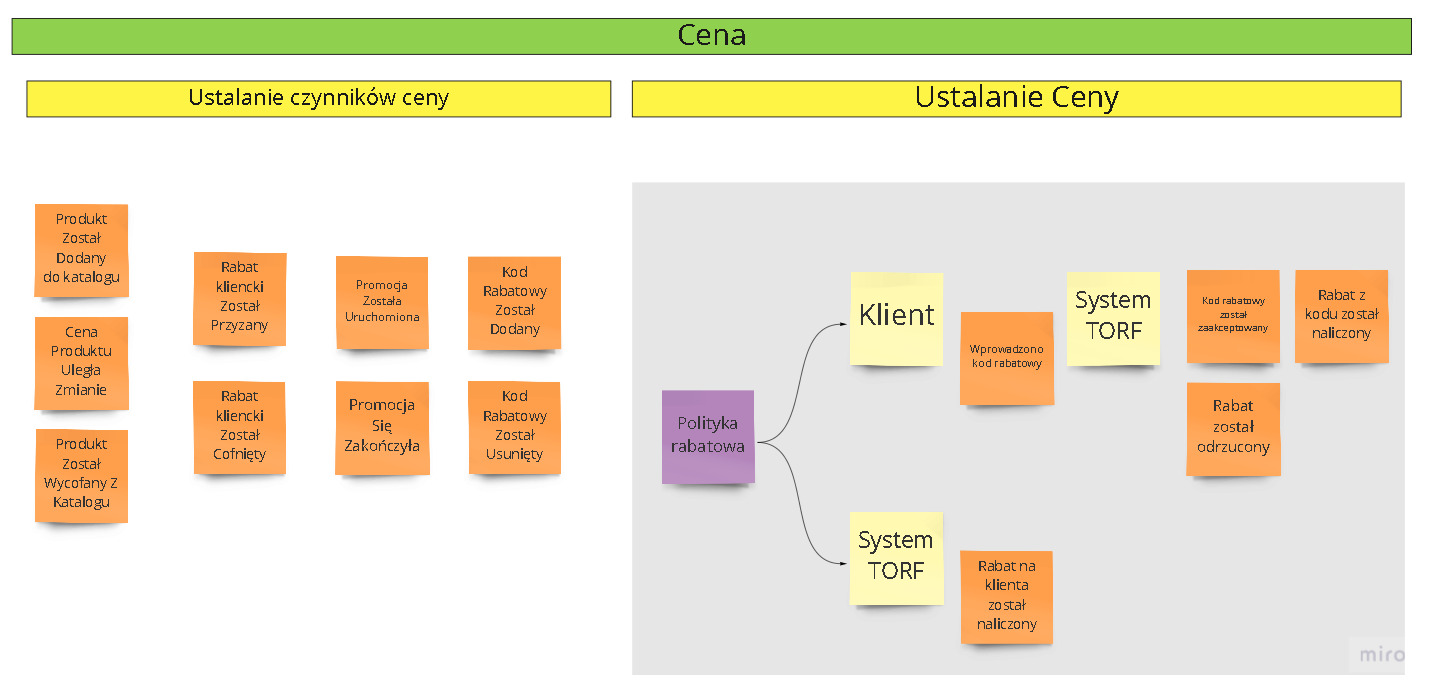 Cena
Ustalanie czynników ceny
Ustalanie Ceny
Produkt
Został
Dodany
do katalogu
Cena
Produktu
Uległa
Zmianie
Produkt
Został
Wycofany Z
Katalogu
Rabat
kliencki
Został
Przyzany
Rabat
kliencki
Został
Cofnięty
Promocja
Została
Uruchomiona
Promocja
Się
Zakończyła
Kod
Rabatowy
Został
Dodany
Kod
Rabatowy
Został
Usunięty
Polityka
rabatowa
Klient
Wprowadzono
kod rabatowy
System
TORF
Kod rabatowy
został
zaakceptowany
Rabat z
kodu został
naliczony
Rabat
został
odrzucony
System
TORF
Rabat na
klienta
został
naliczony
miro